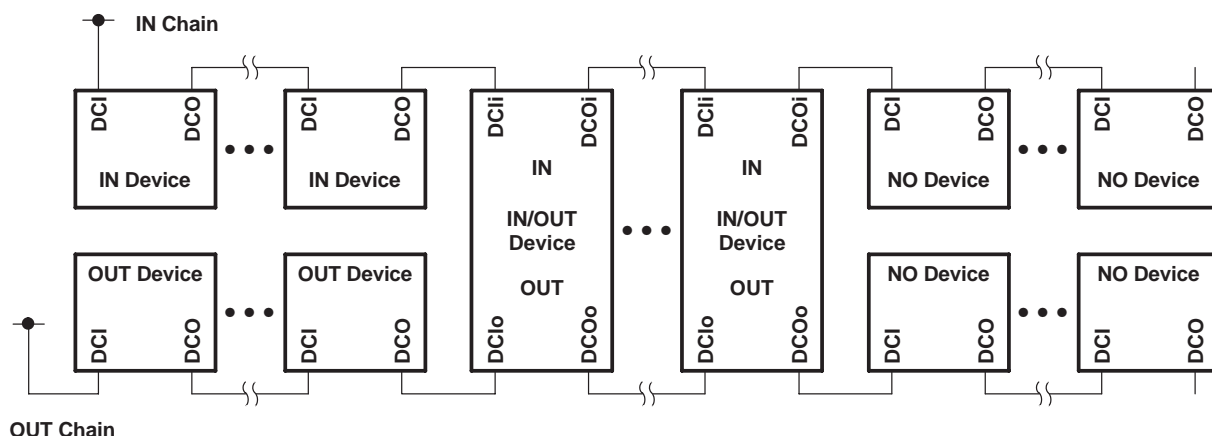 IN Chain
DCI
DCO
IN Device
DCI
DCO
IN Device
DCIi
DCOi
IN
IN/OUT
Device
OUT
DCIo
DCOo
DCIi
DCOi
IN
IN/OUT
Device
OUT
DCIo
DCOo
DCI
DCO
NO Device
DCI
DCO
NO Device
OUT Device
DCI
DCO
OUT Device
DCI
DCO
NO Device
DCI
DCO
NO Device
DCI
DCO
OUT Chain